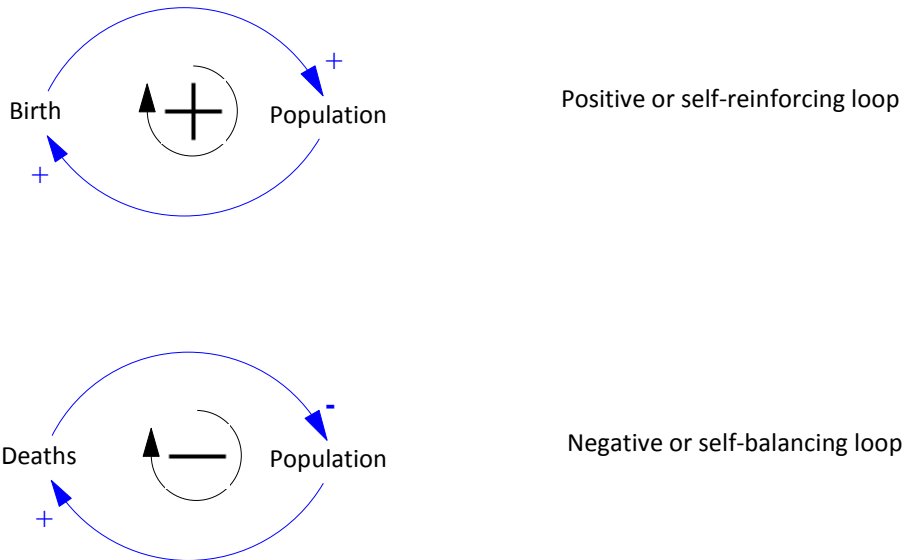 +
Birth
+
Population
Positive or self-reinforcing loop
+
-
Deaths
−
Population
Negative or self-balancing loop
+